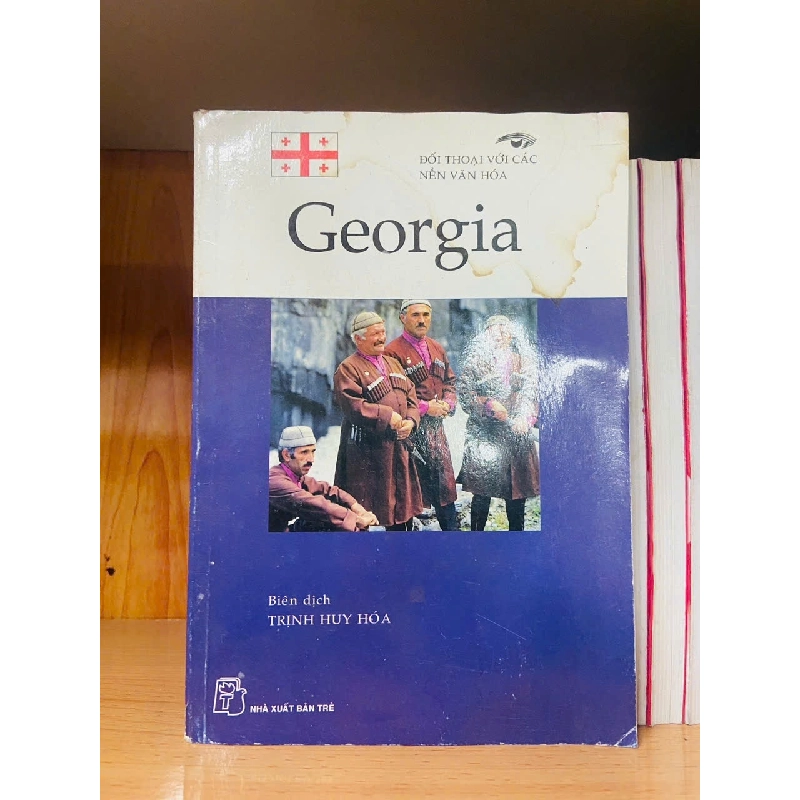 ĐỐI THOẠI VỚI CÁC
NỀN VĂN HÓA
Georgia
Biên dịch
TRỊNH HUY HÓA
NHÀ XUẤT BẢN TRẺ